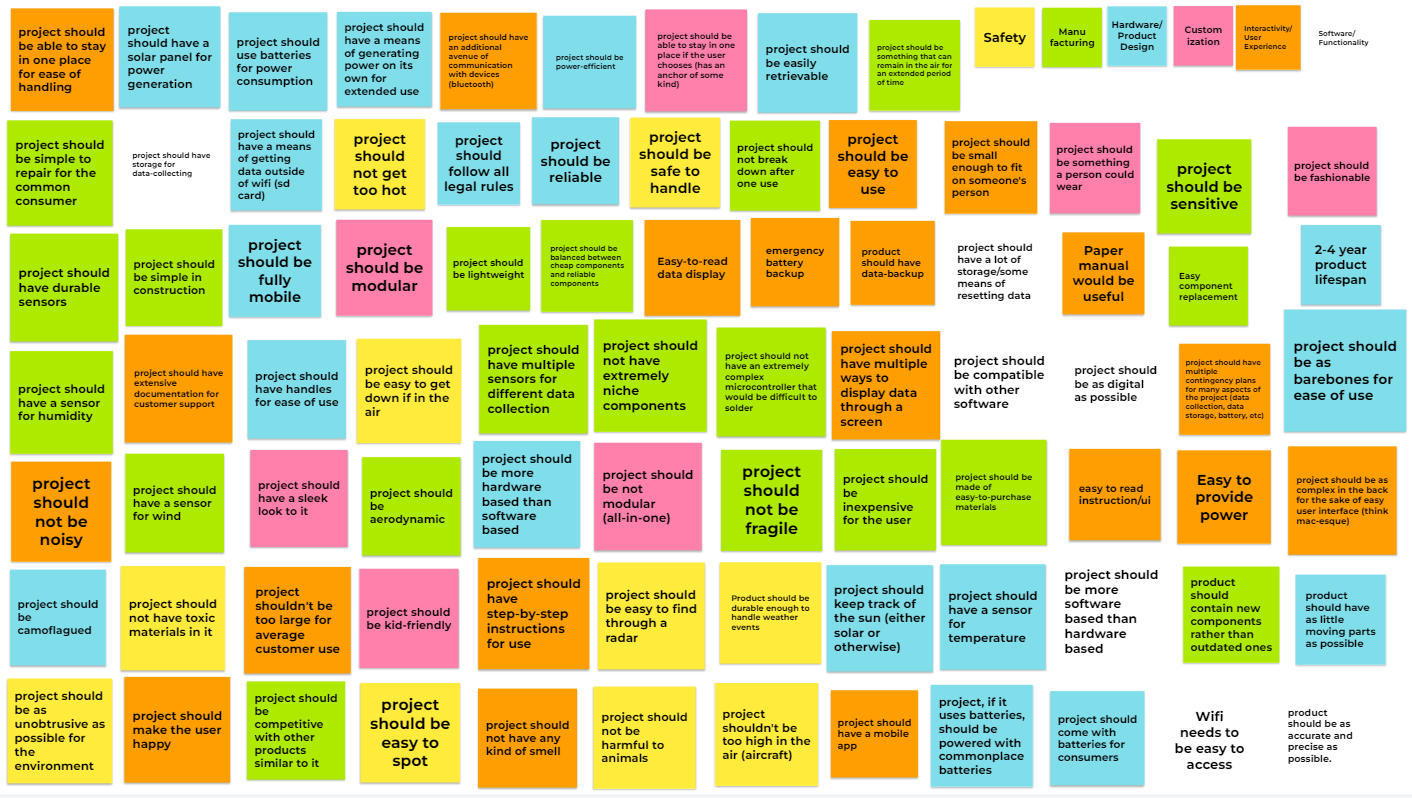 project should
be able to stay
in one place
for ease of
handling
project
should have a
solar panel for
power
generation
project should
use batteries
for power
consumption
project should
have a means
of generating
power on its
own for
extended use
project should have
an additional
avenue of
communication
with devices
(bluetooth)
project should be
power-efficient
project should be
able to stay in one
place if the user
chooses (has an
anchor of some
kind)
project should
be easily
retrievable
project should be
something that can
remain in the air for
an extended period
of time
Safety
Manu
facturing
Hardware/
Product
Design
Custom
ization
Interactivity/
User
Experience
Software/
Functionality
project should
be simple to
repair for the
common
consumer
project should have
storage for
data-collecting
project should
have a means
of getting
data outside
of wifi (sd
card)
project
should
not get
too hot
project
should
follow all
legal rules
project
should be
reliable
project
should be
safe to
handle
project should
not break
down after
one use
project
should be
easy to
use
project should
be small
enough to fit
on someone's
person
project should
be something
a person could
wear
project
should be
sensitive
project should
be fashionable
project should
have durable
sensors
project should
be simple in
construction
project
should be
fully
mobile
project
should be
modular
project should
be lightweight
project should be
balanced between
cheap components
and reliable
components
Easy-to-read
data display
emergency
battery
backup
product
should have
data-backup
project should
have a lot of
storage/some
means of
resetting data
Paper
manual
would be
useful
Easy
component
replacement
2-4 year
product
lifespan
project should
have a sensor
for humidity
project should have
extensive
documentation for
customer support
project should
have handles
for ease of use
project should
be easy to get
down if in the
air
project should
have multiple
sensors for
different data
collection
project should
not have
extremely
niche
components
project should not
have an extremely
complex
microcontroller that
would be difficult to
solder
project should
have multiple
ways to
display data
through a
screen
project should
be compatible
with other
software
project should
be as digital
as possible
project should have
multiple
contingency plans
for many aspects of
the project (data
collection, data
storage, battery, etc)
project should
be as
barebones for
ease of use
project
should
not be
noisy
project should
have a sensor
for wind
project should
have a sleek
look to it
project should
be
aerodynamic
project should
be more
hardware
based than
software
based
project should
be not
modular
(all-in-one)
project
should
not be
fragile
project should
be
inexpensive
for the user
project should be
made of
easy-to-purchase
materials
easy to read
instruction/ui
Easy to
provide
power
project should be as
complex in the back
for the sake of easy
user interface (think
mac-esque)
project should
be
camoflagued
project should
not have toxic
materials in it
project
shouldn't be
too large for
average
customer use
project should
be kid-friendly
project should
have
step-by-step
instructions
for use
project should
be easy to find
through a
radar
Product should be
durable enough to
handle weather
events
project should
keep track of
the sun (either
solar or
otherwise)
project should
have a sensor
for
temperature
project should
be more
software
based than
hardware
based
product
should
contain new
components
rather than
outdated ones
product
should have
as little
moving parts
as possible
project should
be as
unobtrusive as
possible for
the
environment
project should
make the user
happy
project should
be
competitive
with other
products
similar to it
project
should be
easy to
spot
project should
not have any
kind of smell
project should
not be
harmful to
animals
project
shouldn't be
too high in the
air (aircraft)
project should
have a mobile
app
project, if it
uses batteries,
should be
powered with
commonplace
batteries
project should
come with
batteries for
consumers
Wifi
needs to
be easy to
access
product
should be as
accurate and
precise as
possible.